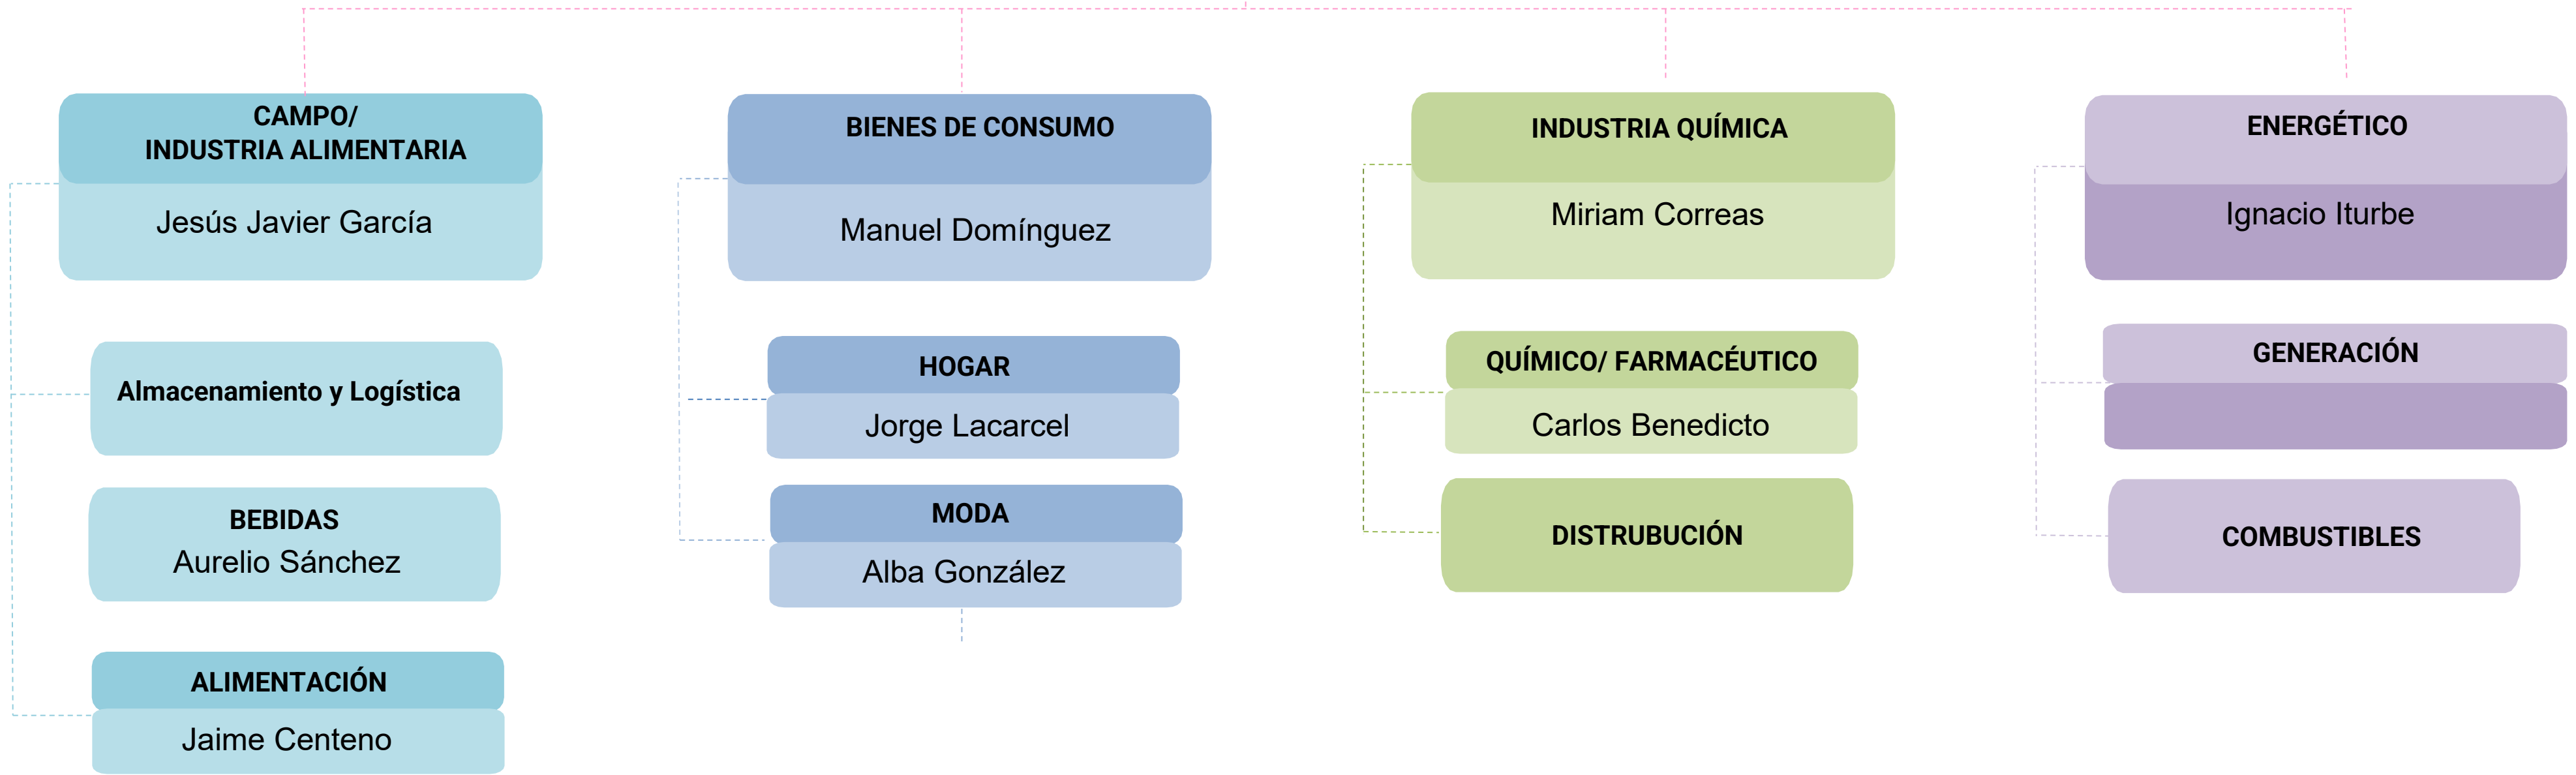 CAMPO/
INDUSTRIA ALIMENTARIA
Jesús Javier García
Almacenamiento y Logística
BEBIDAS
Aurelio Sánchez
ALIMENTACIÓN
Jaime Centeno
BIENES DE CONSUMO
Manuel Domínguez
HOGAR
Jorge Lacarcel
MODA
Alba González
INDUSTRIA QUÍMICA
Miriam Correas
QUÍMICO/ FARMACÉUTICO
Carlos Benedicto
DISTRUBUCIÓN
ENERGÉTICO
Ignacio Iturbe
GENERACIÓN
COMBUSTIBLES